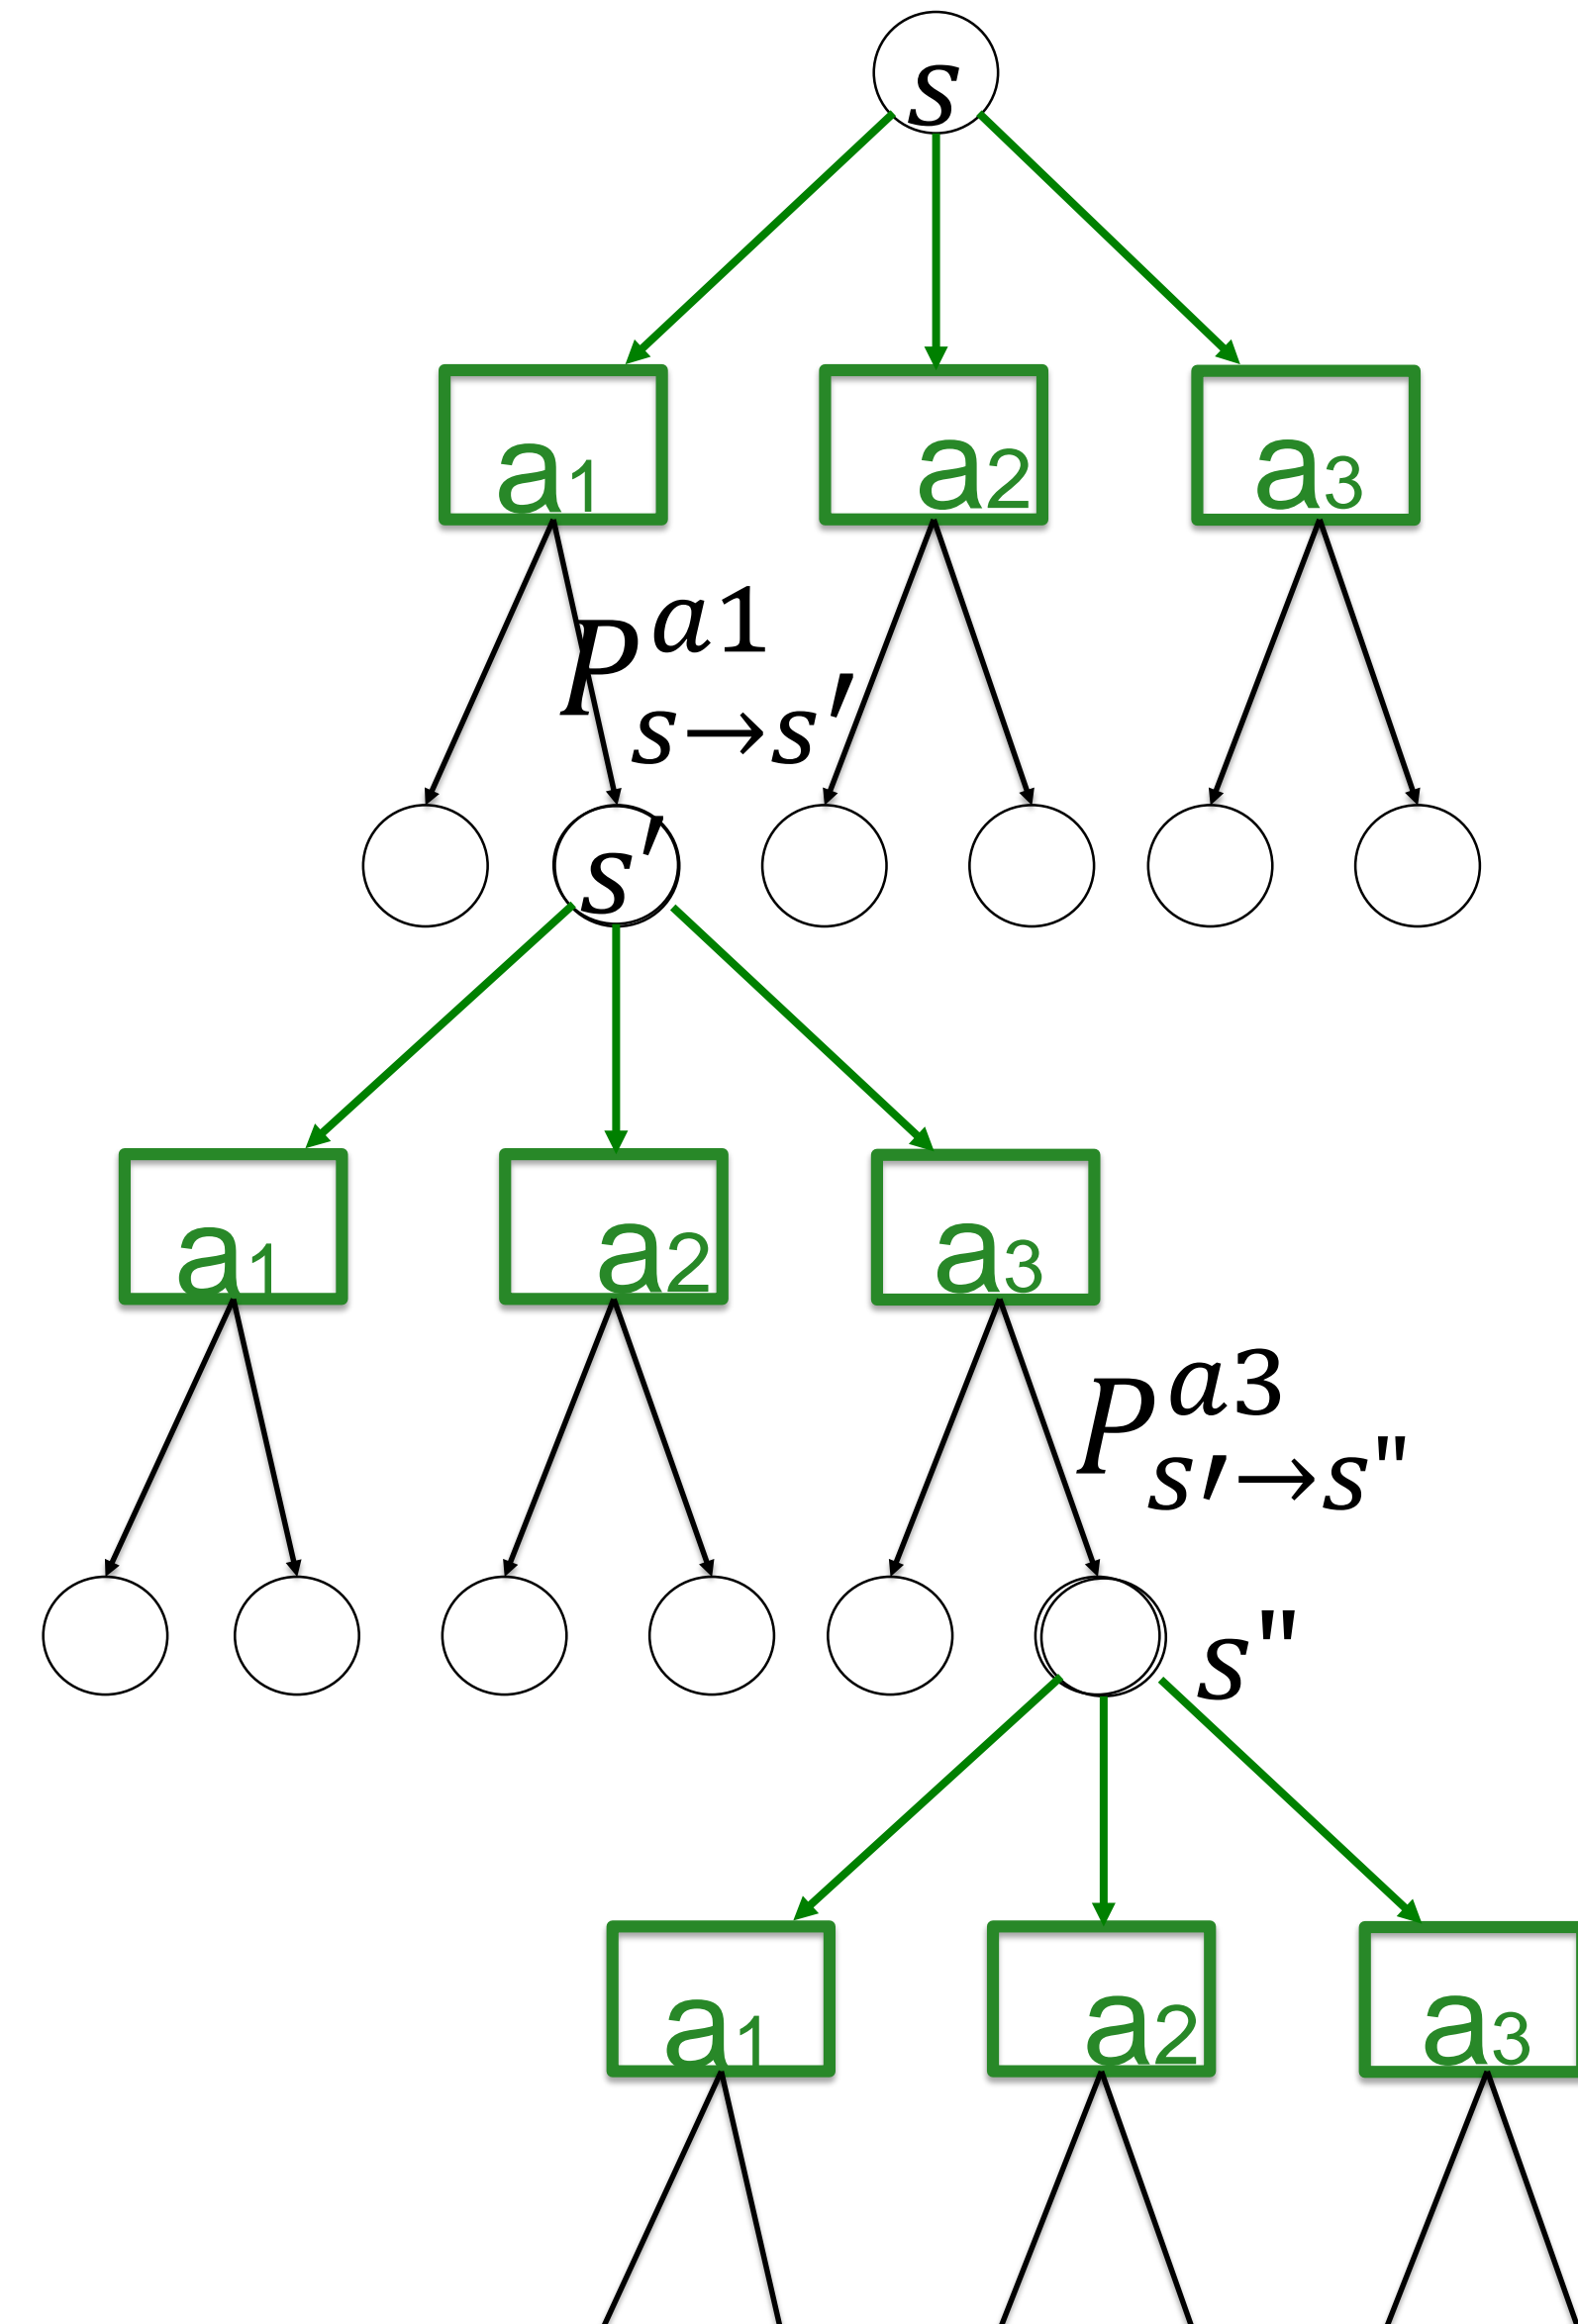 s
a1 a2 a3
P^{a1}_{s→s′}
s′
a1 a2 a3
P^{a3}_{s′→s"}
s"
a1 a2 a3